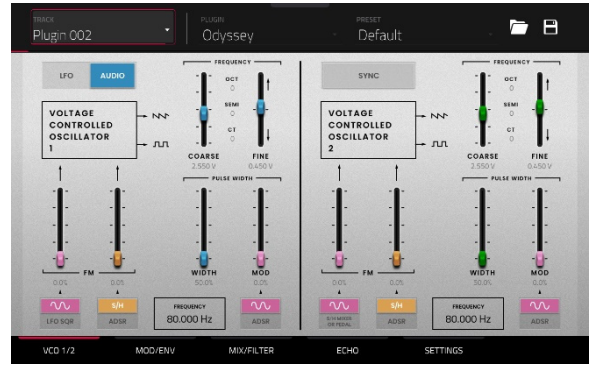 TRACK
Plugin 002
PLUGIN
Odyssey
PRESET
Default
LFO
AUDIO
VOLTAGE
CONTROLLED
OSCILLATOR
1
FREQUENCY
OCT
0
SEMI
0
CT
0
COARSE
2.550 V
FINE
0.450 V
FM
0.0%
0.0%
PULSE WIDTH
WIDTH
50.0%
MOD
0.0%
LFO SQR
S/H
ADSR
FREQUENCY
80.000 Hz
ADSR
SYNC
VOLTAGE
CONTROLLED
OSCILLATOR
2
FREQUENCY
OCT
0
SEMI
0
CT
0
COARSE
2.550 V
FINE
0.450 V
FM
0.0%
0.0%
PULSE WIDTH
WIDTH
50.0%
MOD
0.0%
S/H MIXER
OR PEDAL
S/H
ADSR
FREQUENCY
80.000 Hz
ADSR
VCO 1/2
MOD/ENV
MIX/FILTER
ECHO
SETTINGS